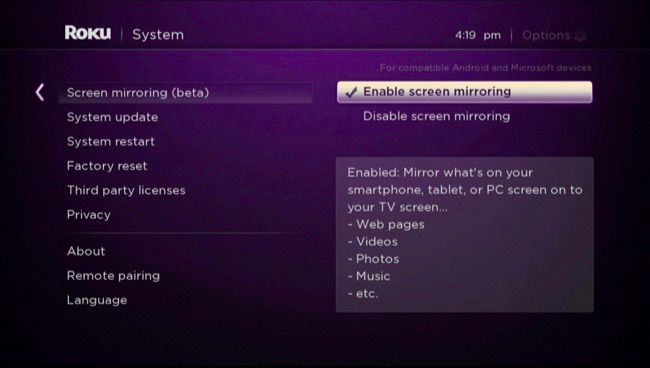 Roku | System
4:19 pm | Options
For compatible Android and Microsoft devices
Screen mirroring (beta)
System update
System restart
Factory reset
Third party licenses
Privacy
About
Remote pairing
Language
Enable screen mirroring
Disable screen mirroring
Enabled: Mirror what's on your
smartphone, tablet, or PC screen on to
your TV screen...
- Web pages
- Videos
- Photos
- Music
- etc.